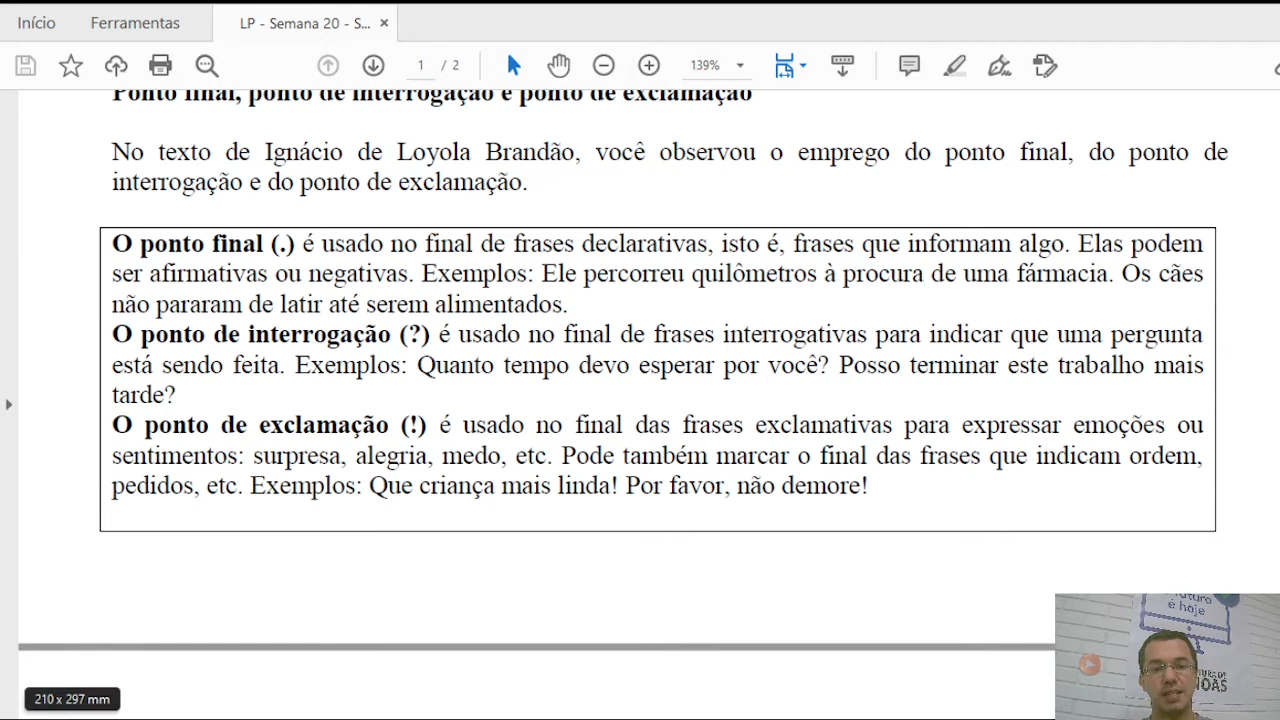 Início Ferramentas LP - Semana 20 - S... ×
1 / 2 139%
Ponto final, ponto de interrogação e ponto de exclamação
No texto de Ignácio de Loyola Brandão, você observou o emprego do ponto final, do ponto de
interrogação e do ponto de exclamação.
O ponto final (.) é usado no final de frases declarativas, isto é, frases que informam algo. Elas podem
ser afirmativas ou negativas. Exemplos: Ele percorreu quilômetros à procura de uma fármacia. Os cães
não pararam de latir até serem alimentados.
O ponto de interrogação (?) é usado no final de frases interrogativas para indicar que uma pergunta
está sendo feita. Exemplos: Quanto tempo devo esperar por você? Posso terminar este trabalho mais
tarde?
O ponto de exclamação (!) é usado no final das frases exclamativas para expressar emoções ou
sentimentos: surpresa, alegria, medo, etc. Pode também marcar o final das frases que indicam ordem,
pedidos, etc. Exemplos: Que criança mais linda! Por favor, não demore!
é hoje
210 x 297 mm